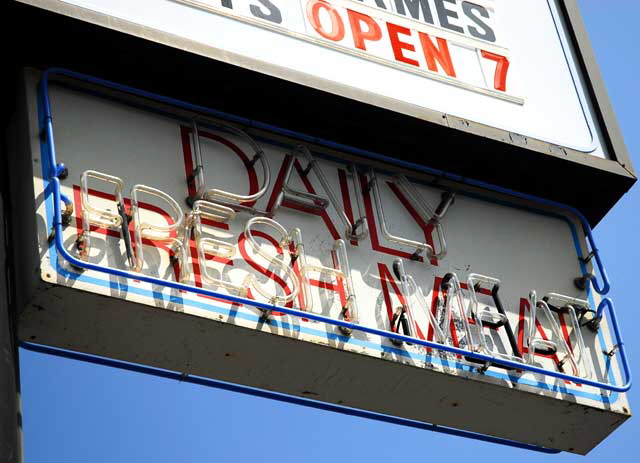 OPEN 7
DAILY
FRESH MEAT